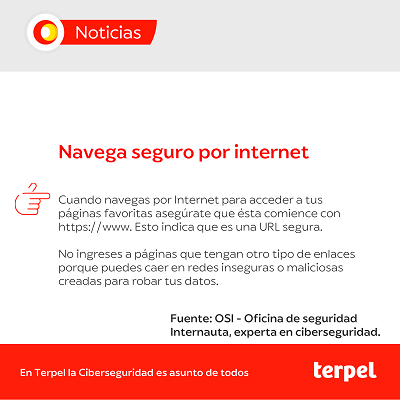 Noticias
Navega seguro por internet
Cuando navegas por Internet para acceder a tus
páginas favoritas asegúrate que ésta comience con
https://www. Esto indica que es una URL segura.
No ingreses a páginas que tengan otro tipo de enlaces
porque puedes caer en redes inseguras o maliciosas
creadas para robar tus datos.
Fuente: OSI - Oficina de seguridad
Internauta, experta en ciberseguridad.
En Terpel la Ciberseguridad es asunto de todos
terpel